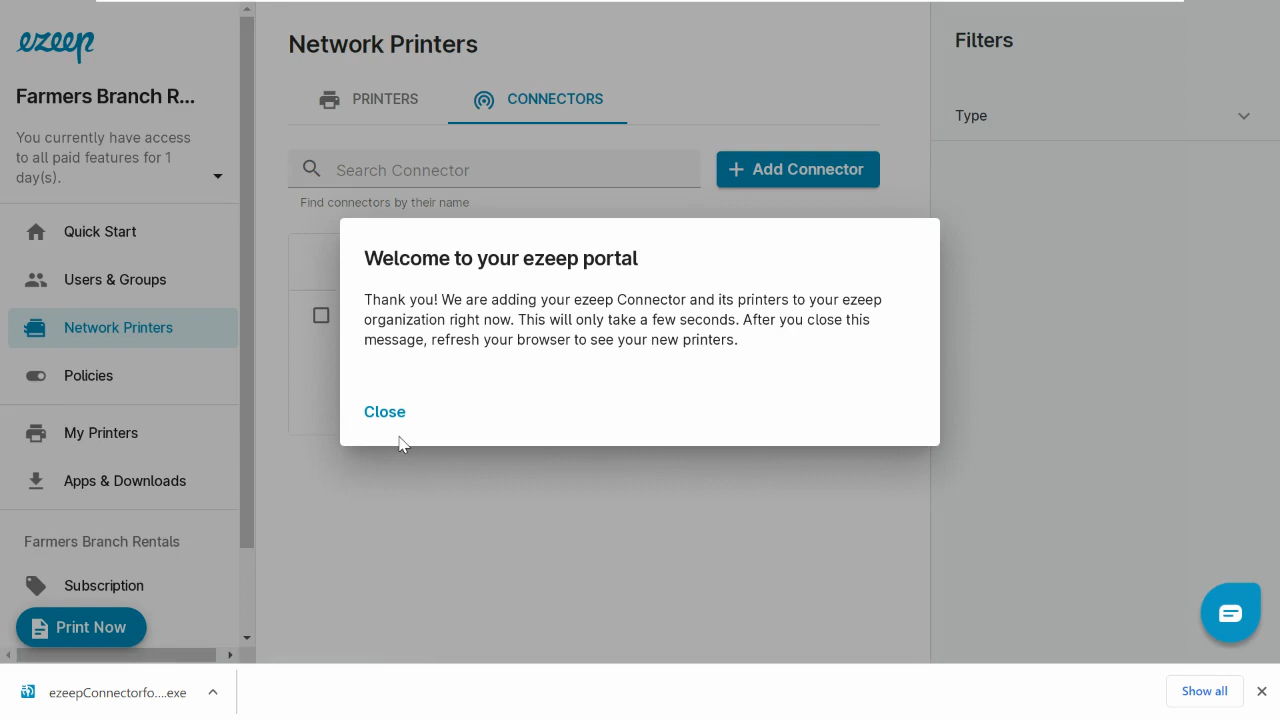 ezeep
Farmers Branch R...
You currently have access
to all paid features for 1
day(s).
Quick Start
Users & Groups
Network Printers
Policies
My Printers
Apps & Downloads
Farmers Branch Rentals
Subscription
Print Now
Network Printers
PRINTERS
CONNECTORS
Search Connector
Add Connector
Find connectors by their name
Welcome to your ezeep portal
Thank you! We are adding your ezeep Connector and its printers to your ezeep
organization right now. This will only take a few seconds. After you close this
message, refresh your browser to see your new printers.
Close
Filters
Type
ezeepConnectorfo....exe
Show all